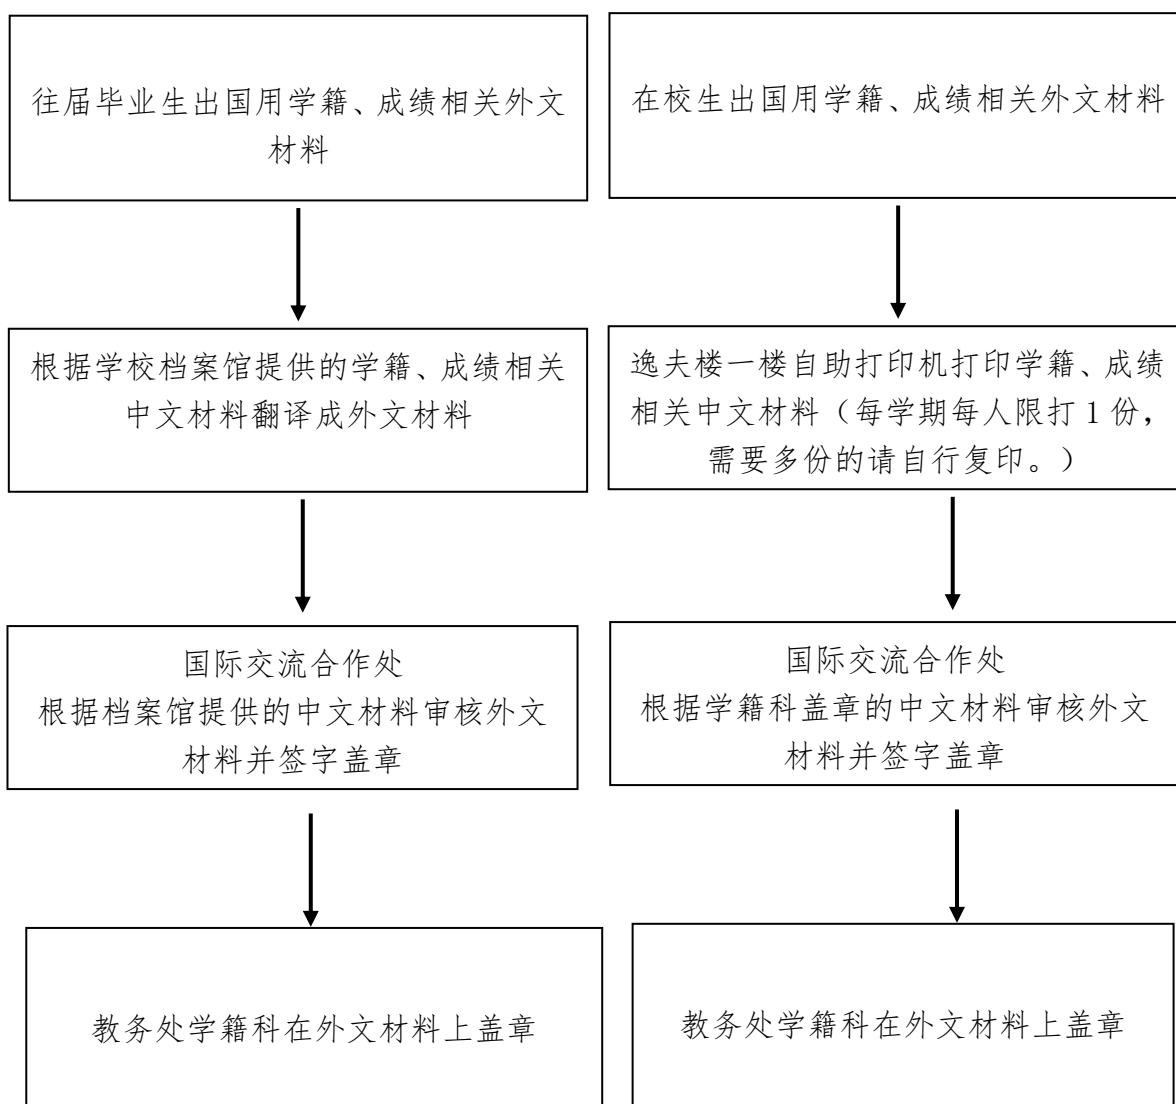 往届毕业生出国用学籍、成绩相关外文
材料
在校生出国用学籍、成绩相关外文材料
根据学校档案馆提供的学籍、成绩相关
中文材料翻译成外文材料
逸夫楼一楼自助打印机打印学籍、成绩
相关中文材料（每学期每人限打 1 份，
需要多份的请自行复印。）
国际交流合作处
根据档案馆提供的中文材料审核外文
材料并签字盖章
国际交流合作处
根据学籍科盖章的中文材料审核外文
材料并签字盖章
教务处学籍科在外文材料上盖章
教务处学籍科在外文材料上盖章